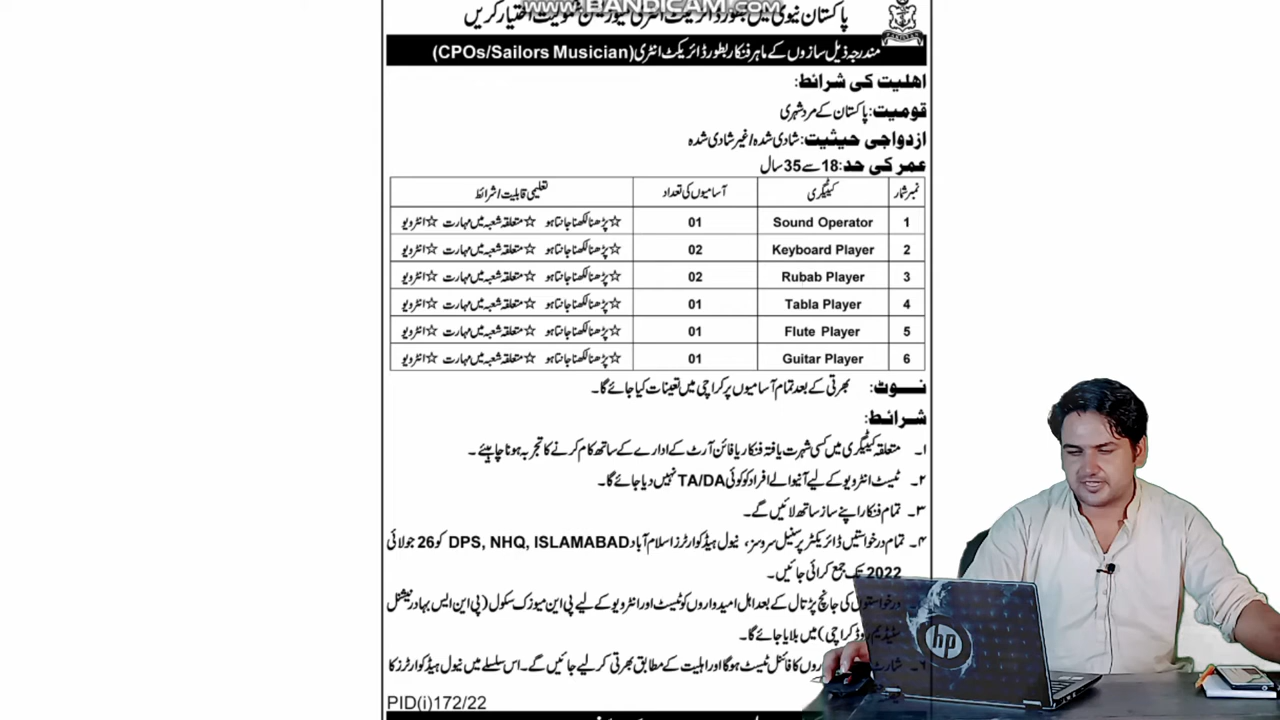 WWW.BANDICAM.COM
پاکستان نیوی میں بطور ڈائریکٹ انٹری شمولیت اختیار کریں
مندرجہ ذیل سازوں کے ماہر فنکار بطور ڈائریکٹ انٹری (CPOs/Sailors Musician)
اہلیت کی شرائط:
قومیت: پاکستان کے مرد شہری
ازدواجی حیثیت: شادی شدہ/غیر شادی شدہ
عمر کی حد: 18 سے 35 سال
نمبر شمار کیٹیگری آسامیوں کی تعداد تعلیمی قابلیت/شرائط
1 Sound Operator 01 ☆پڑھنا لکھنا جانتا ہو ☆متعلقہ شعبہ میں مہارت ☆انٹرویو
2 Keyboard Player 02 ☆پڑھنا لکھنا جانتا ہو ☆متعلقہ شعبہ میں مہارت ☆انٹرویو
3 Rubab Player 02 ☆پڑھنا لکھنا جانتا ہو ☆متعلقہ شعبہ میں مہارت ☆انٹرویو
4 Tabla Player 01 ☆پڑھنا لکھنا جانتا ہو ☆متعلقہ شعبہ میں مہارت ☆انٹرویو
5 Flute Player 01 ☆پڑھنا لکھنا جانتا ہو ☆متعلقہ شعبہ میں مہارت ☆انٹرویو
6 Guitar Player 01 ☆پڑھنا لکھنا جانتا ہو ☆متعلقہ شعبہ میں مہارت ☆انٹرویو
نوٹ: بھرتی کے بعد تمام آسامیوں پر کراچی میں تعینات کیا جائے گا۔
شرائط:
۱۔ متعلقہ کیٹیگری میں کسی شہرت یافتہ فنکار یا فائن آرٹ کے ادارے کے ساتھ کام کرنے کا تجربہ ہونا چاہیئے۔
۲۔ ٹیسٹ انٹرویو کے لیے آنیوالے افراد کو کوئی TA/DA نہیں دیا جائے گا۔
۳۔ تمام فنکار اپنے ساز ساتھ لائیں گے۔
۴۔ تمام درخواستیں ڈائریکٹر پرسنیل سروسز، نیول ہیڈ کوارٹرز اسلام آباد DPS, NHQ, ISLAMABAD کو 26 جولائی
2022 تک جمع کرائی جائیں۔
درخواستوں کی جانچ پڑتال کے بعد اہل امیدواروں کو ٹیسٹ اور انٹرویو کے لیے پی این میوزک سکول (پی این ایس بہادر نیشنل
سٹیڈیم روڈ کراچی) میں بلایا جائے گا۔
۶۔ شارٹ روں کا فائنل ٹیسٹ ہو گا اور اہلیت کے مطابق بھرتی کر لیے جائیں گے۔ اس سلسلے میں نیول ہیڈ کوارٹرز کا
PID(i)172/22
hp